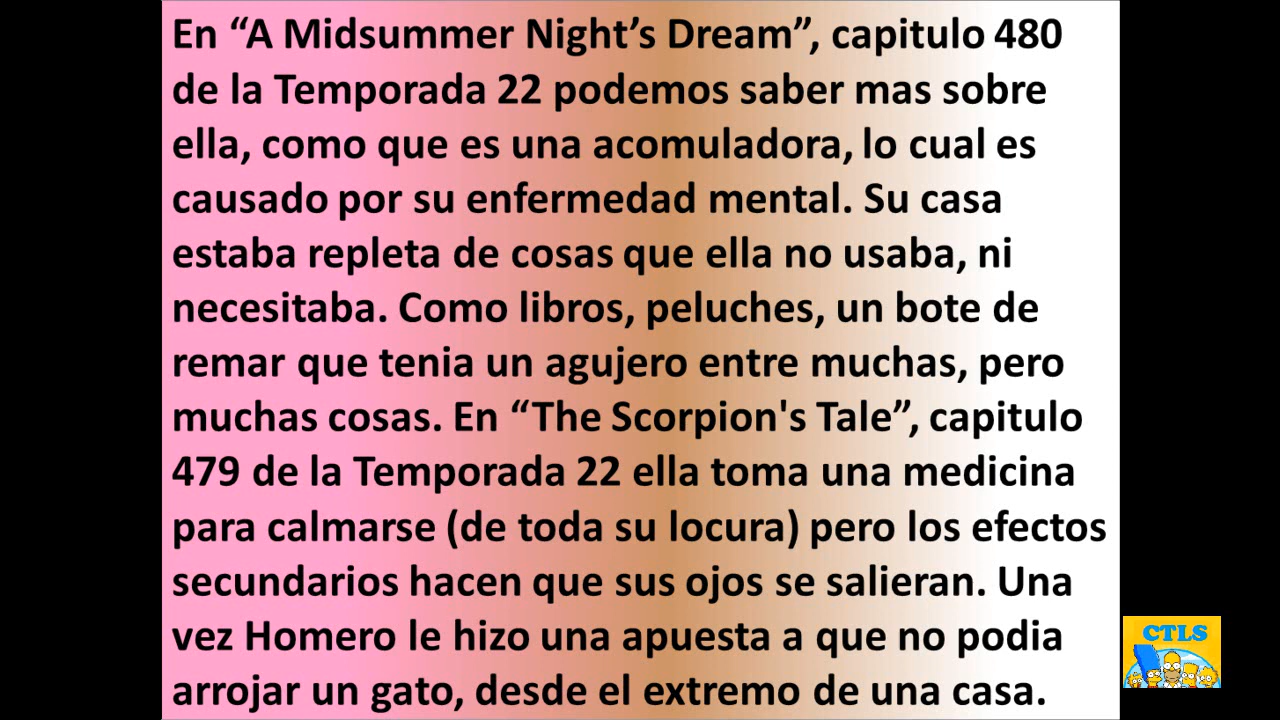 En “A Midsummer Night’s Dream”, capitulo 480
de la Temporada 22 podemos saber mas sobre
ella, como que es una acomuladora, lo cual es
causado por su enfermedad mental. Su casa
estaba repleta de cosas que ella no usaba, ni
necesitaba. Como libros, peluches, un bote de
remar que tenia un agujero entre muchas, pero
muchas cosas. En “The Scorpion's Tale”, capitulo
479 de la Temporada 22 ella toma una medicina
para calmarse (de toda su locura) pero los efectos
secundarios hacen que sus ojos se salieran. Una
vez Homero le hizo una apuesta a que no podia
arrojar un gato, desde el extremo de una casa.
CTLS